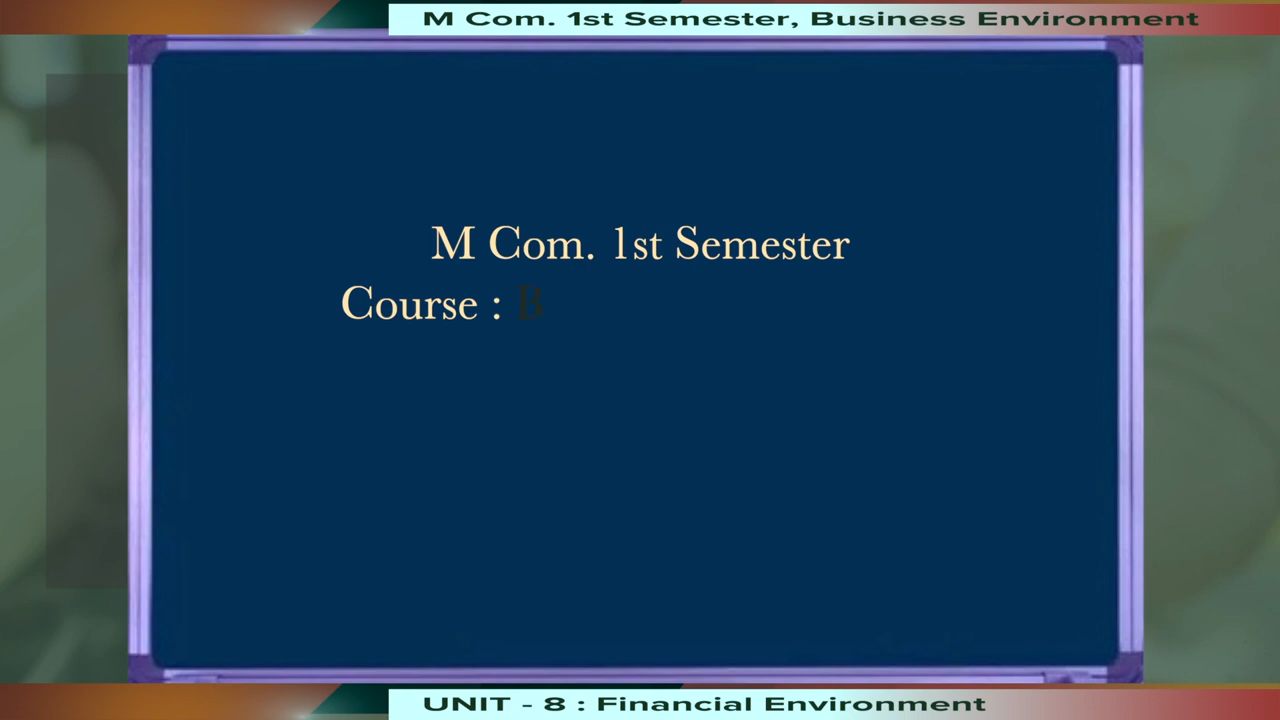 M Com. 1st Semester, Business Environment
M Com. 1st Semester
Course : B
UNIT - 8 : Financial Environment